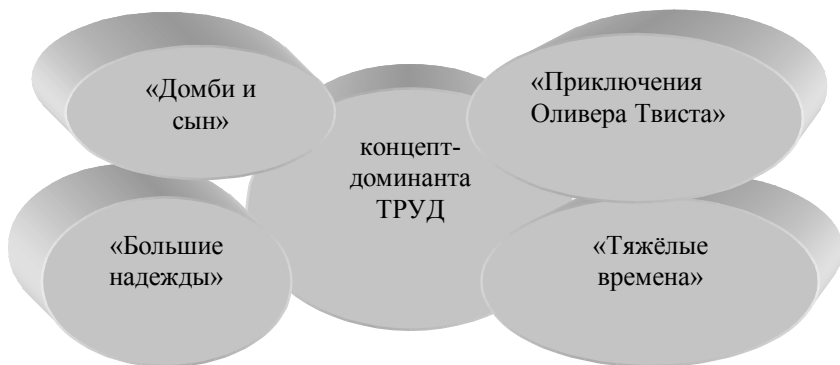 «Домби и
сын»
«Приключения
Оливера Твиста»
концепт-
доминанта
ТРУД
«Большие
надежды»
«Тяжёлые
времена»